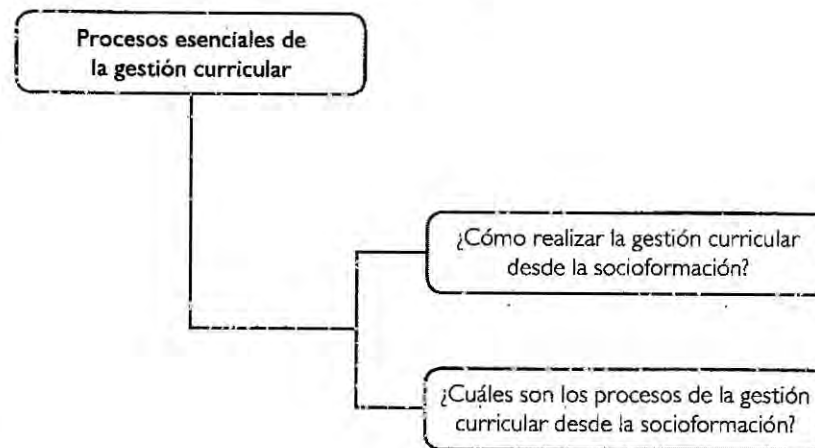 Procesos esenciales de
la gestión curricular
¿Cómo realizar la gestión curricular
desde la socioformación?
¿Cuáles son los procesos de la gestión
curricular desde la socioformación?